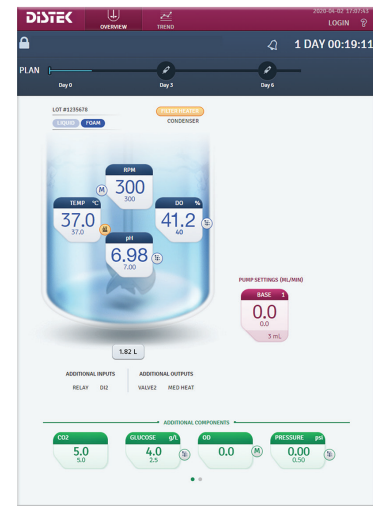 DiSTEK
OVERVIEW
TREND
2020-04-02 17:07:43
LOGIN ?
1 DAY 00:19:11
PLAN
Day 0
Day 3
Day 6
LOT #1235678
LIQUID FOAM
FILTER HEATER
CONDENSER
RPM
300
300
M
TEMP °C
37.0
37.0
DO %
41.2
40
pH
6.98
7.00
PUMP SETTINGS (ML/MIN)
BASE 1
0.0
0.0
3 mL
1.82 L
ADDITIONAL INPUTS
RELAY DI2
ADDITIONAL OUTPUTS
VALVE2 MED HEAT
ADDITIONAL COMPONENTS
CO2
5.0
5.0
GLUCOSE g/L
4.0
2.5
OD
0.0
M
PRESSURE psi
0.00
0.50